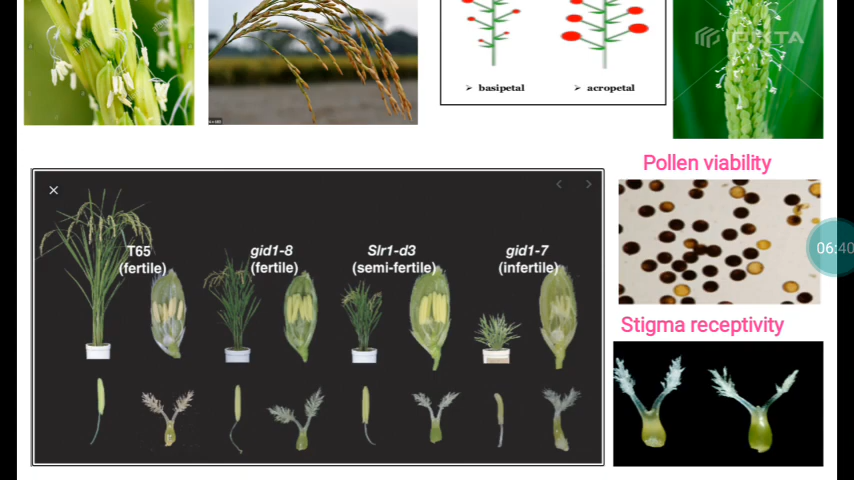 ➢ basipetal
➢ acropetal
Pollen viability
T65
(fertile)
gid1-8
(fertile)
Slr1-d3
(semi-fertile)
gid1-7
(infertile)
06:40
Stigma receptivity